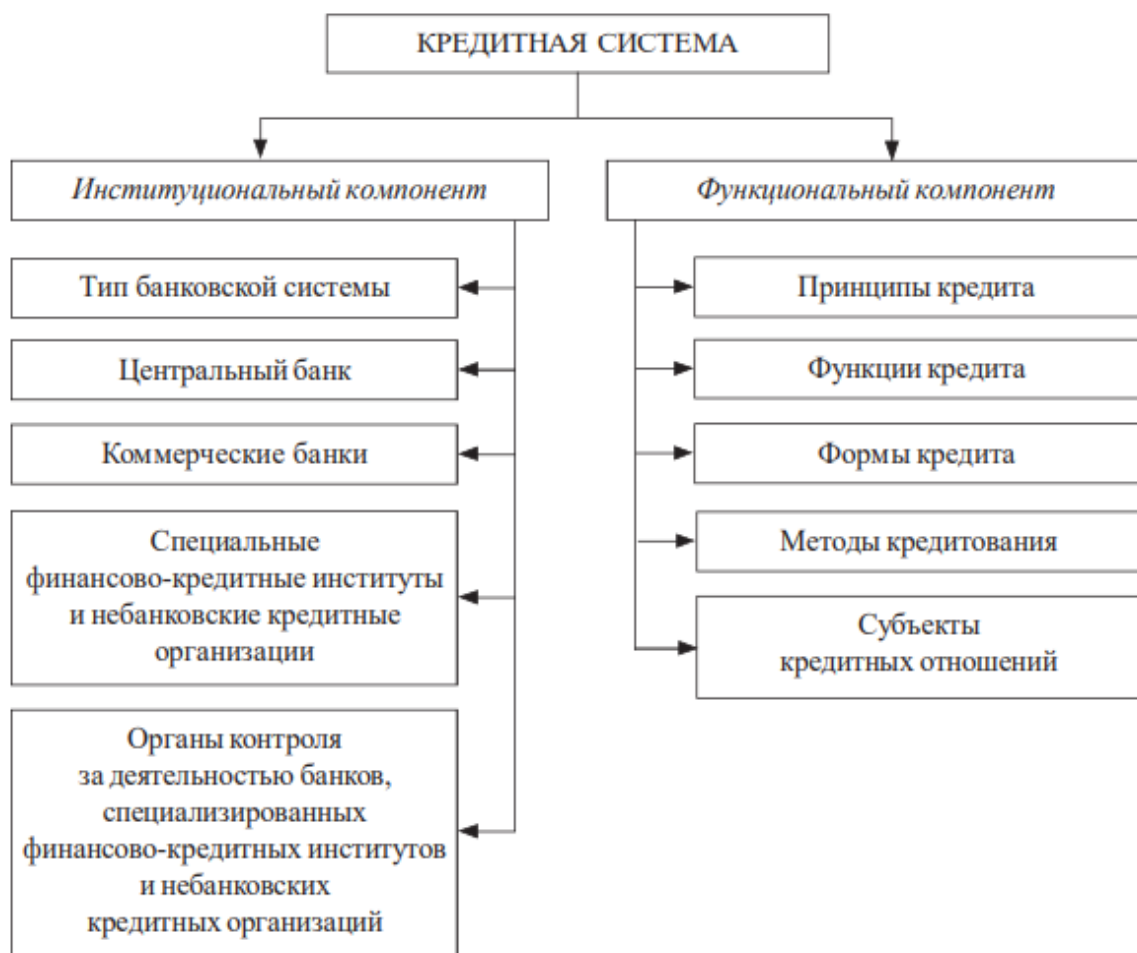 КРЕДИТНАЯ СИСТЕМА
Институциональный компонент
Тип банковской системы
Центральный банк
Коммерческие банки
Специальные
финансово-кредитные институты
и небанковские кредитные
организации
Органы контроля
за деятельностью банков,
специализированных
финансово-кредитных институтов
и небанковских
кредитных организаций
Функциональный компонент
Принципы кредита
Функции кредита
Формы кредита
Методы кредитования
Субъекты
кредитных отношений